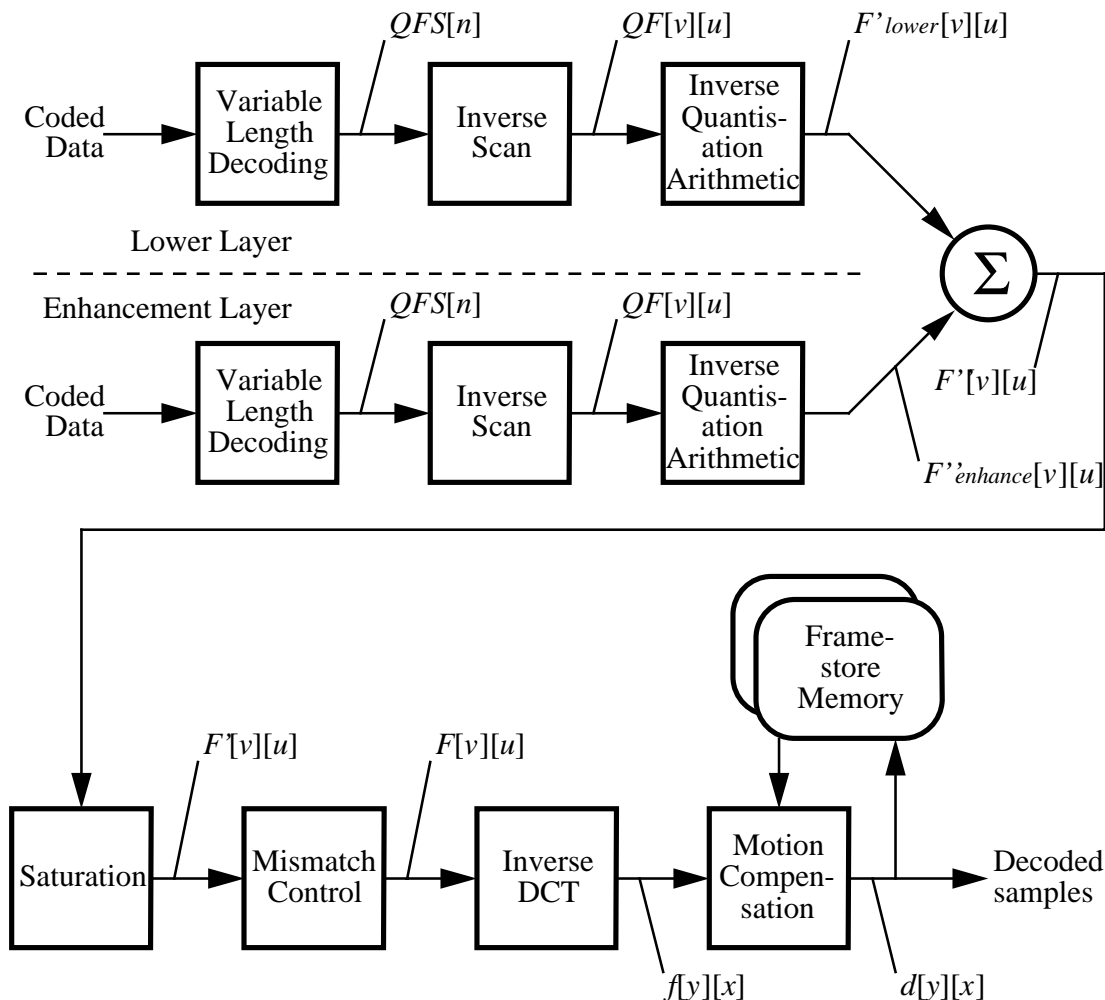 QFS[n]
QF[v][u]
F’lower[v][u]
Coded
Data
Variable
Length
Decoding
Inverse
Scan
Inverse
Quantis-
ation
Arithmetic
Lower Layer
Σ
Enhancement Layer
QFS[n]
QF[v][u]
F’’[v][u]
Coded
Data
Variable
Length
Decoding
Inverse
Scan
Inverse
Quantis-
ation
Arithmetic
F’’enhance[v][u]
Frame-
store
Memory
F’[v][u]
F[v][u]
Saturation
Mismatch
Control
Inverse
DCT
Motion
Compen-
sation
Decoded
samples
f[y][x]
d[y][x]